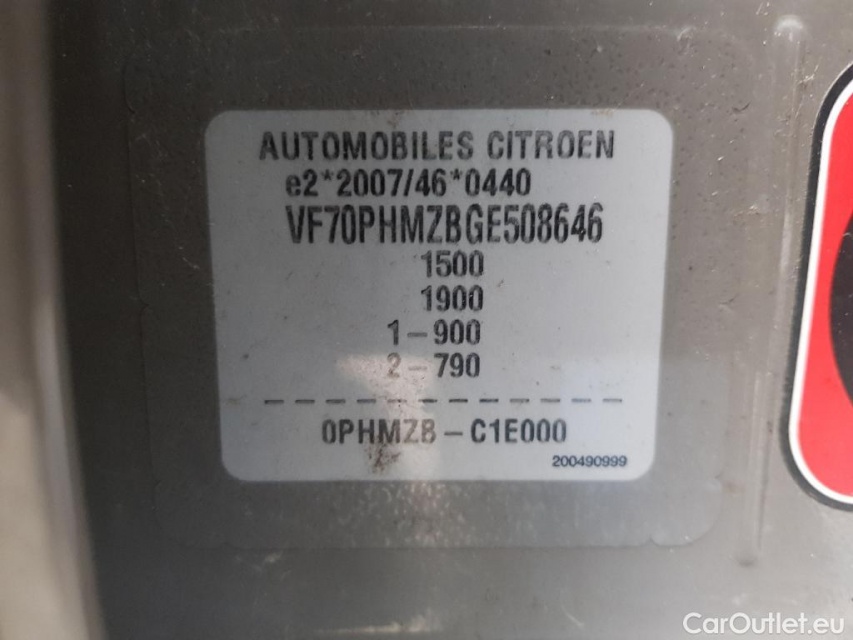 AUTOMOBILES CITROEN
e2*2007/46*0440
VF70PHMZBGE508646
1500
1900
1-900
2-790
0PHMZB-C1E000
200490999
CarOutlet.eu